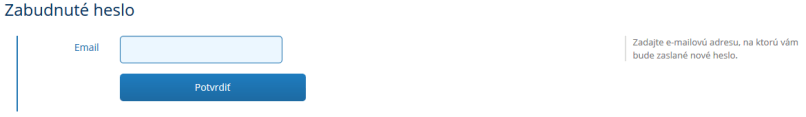 Zabudnuté heslo
Email
Potvrdiť
Zadajte e-mailovú adresu, na ktorú vám
bude zaslané nové heslo.